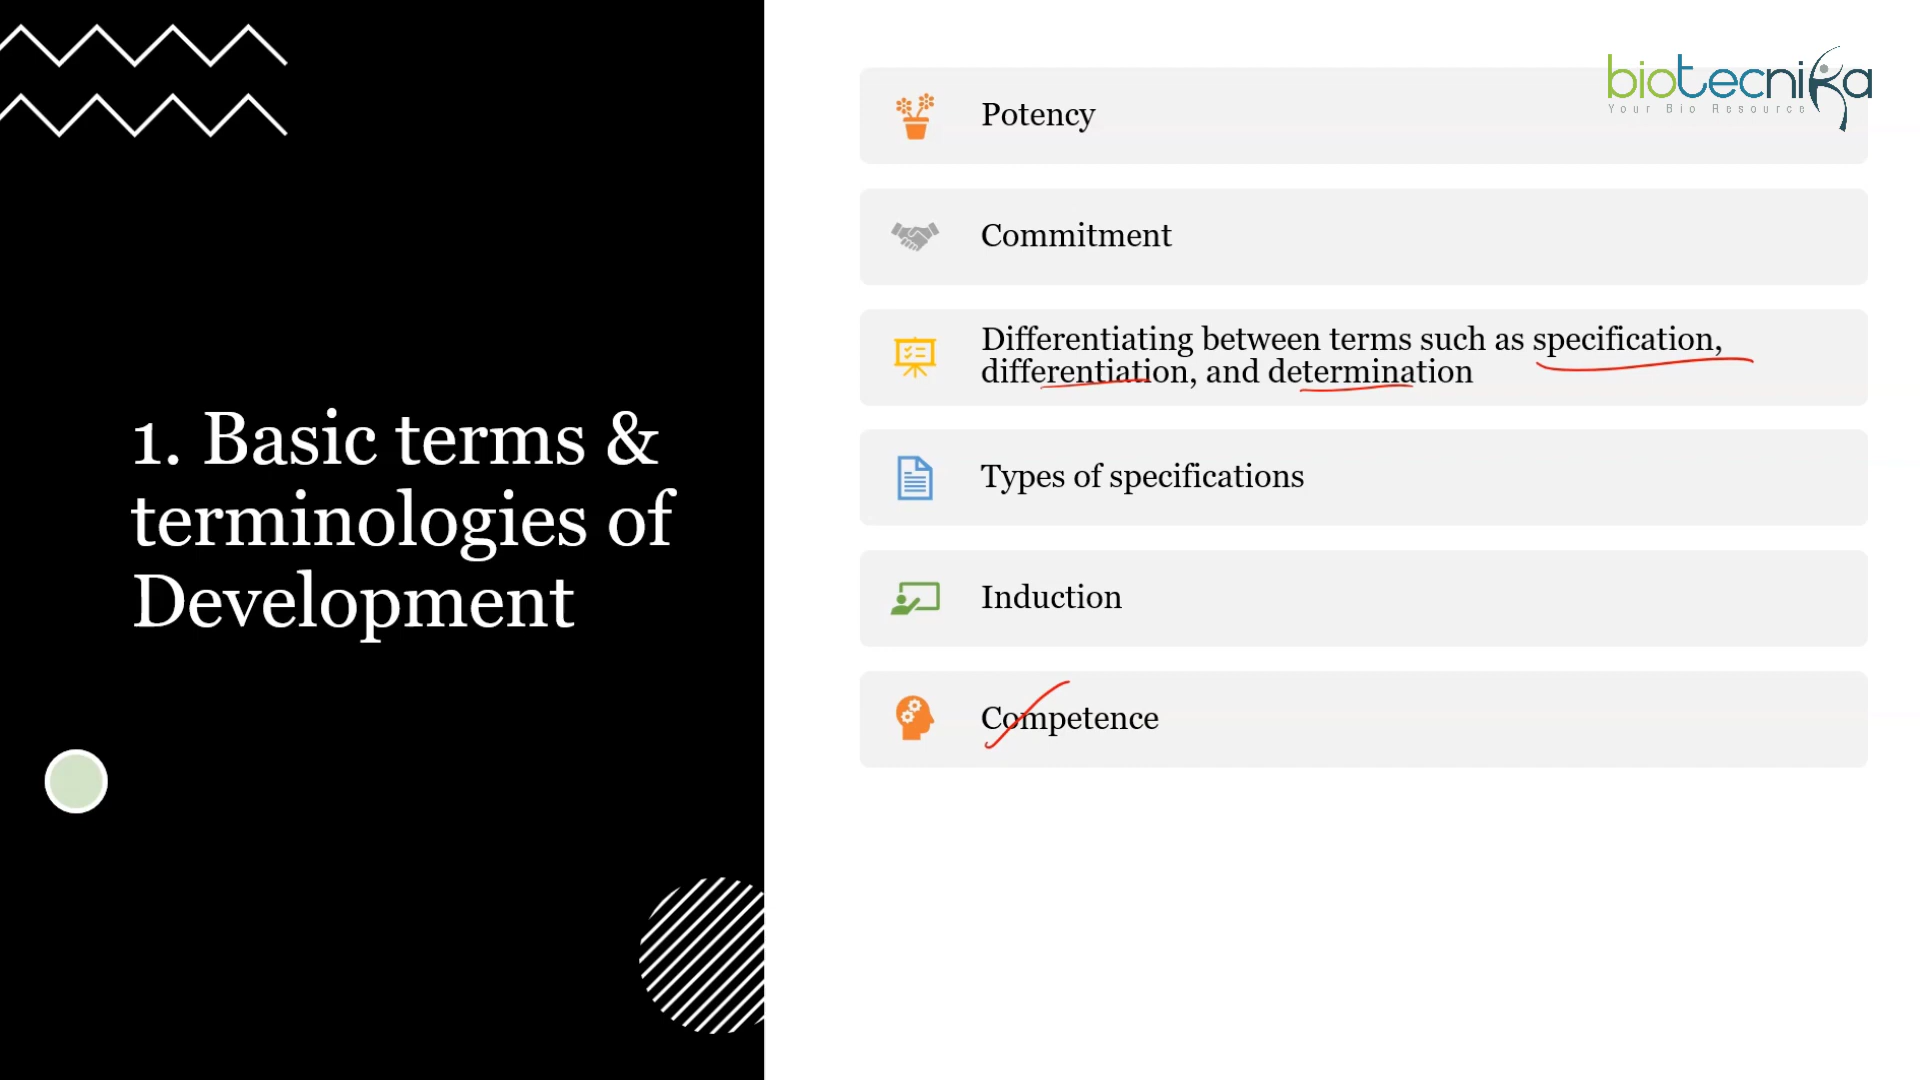 1. Basic terms &
terminologies of
Development
biotecnika
Your Bio Resource
Potency
Commitment
Differentiating between terms such as specification,
differentiation, and determination
Types of specifications
Induction
Competence